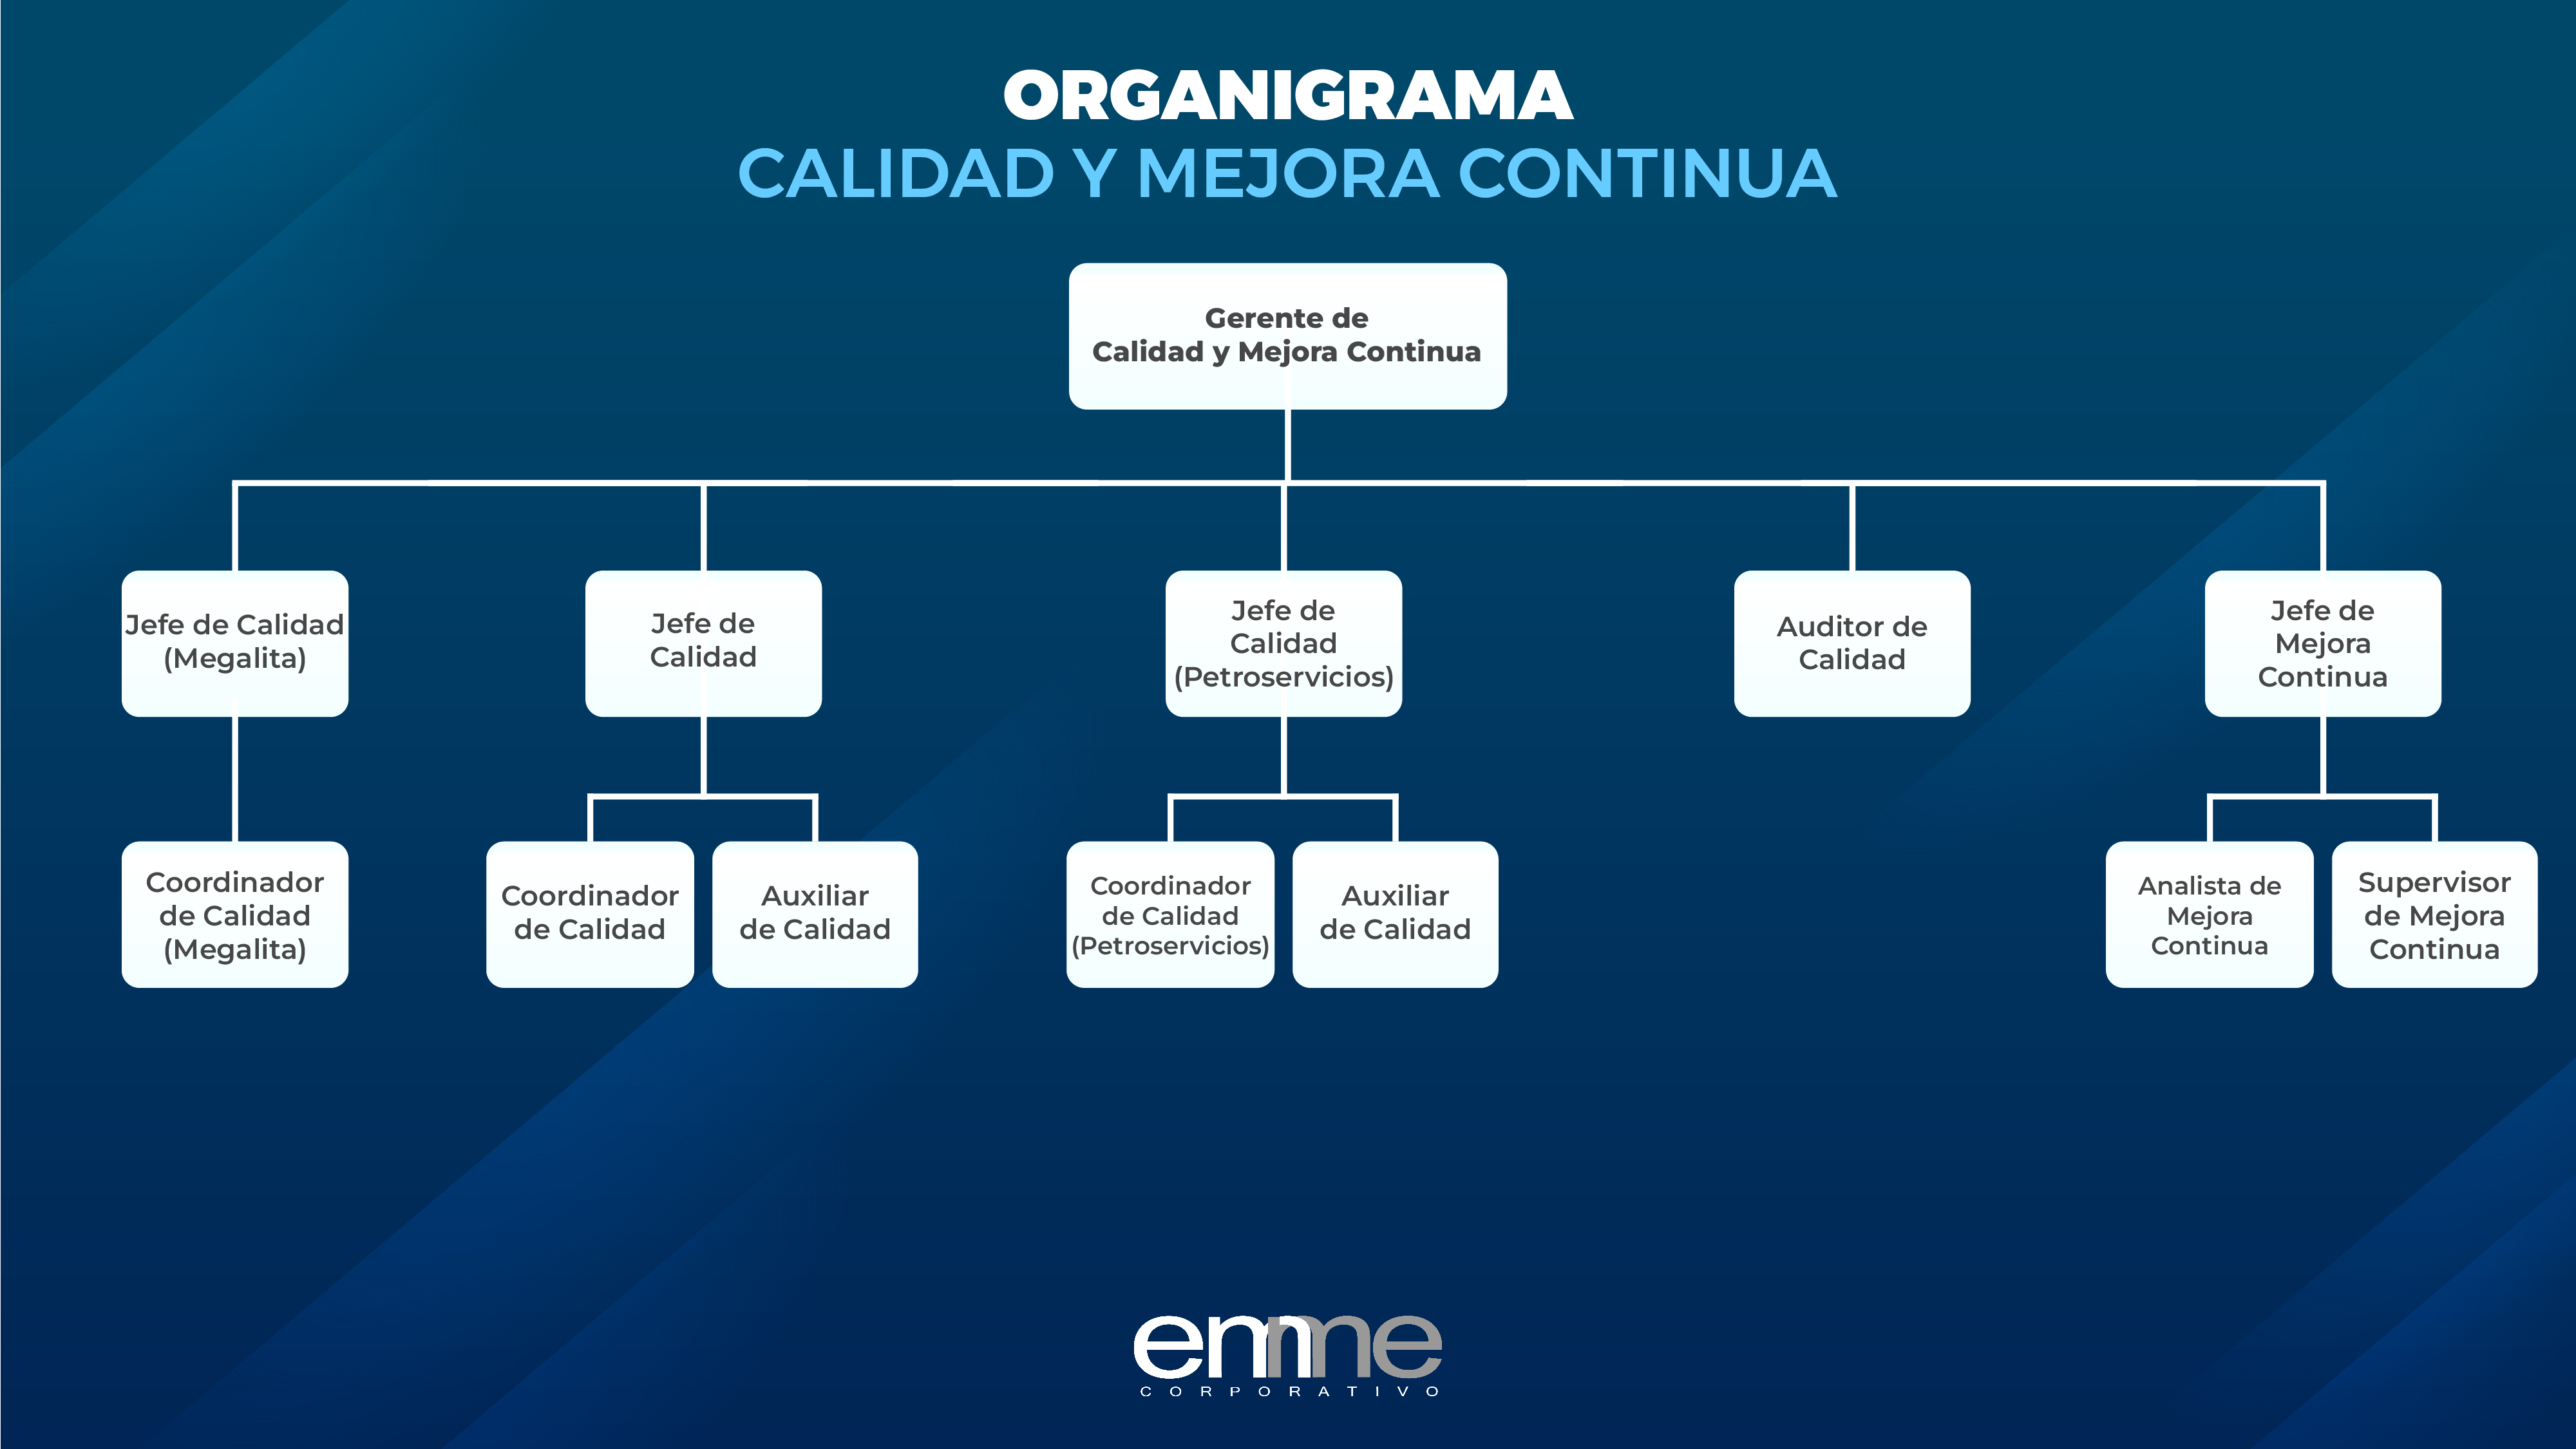 ORGANIGRAMA
CALIDAD Y MEJORA CONTINUA
Gerente de
Calidad y Mejora Continua
Jefe de Calidad
(Megalita)
Jefe de
Calidad
Jefe de
Calidad
(Petroservicios)
Auditor de
Calidad
Jefe de
Mejora
Continua
Coordinador
de Calidad
(Megalita)
Coordinador
de Calidad
Auxiliar
de Calidad
Coordinador
de Calidad
(Petroservicios)
Auxiliar
de Calidad
Analista de
Mejora
Continua
Supervisor
de Mejora
Continua
emme
CORPORATIVO